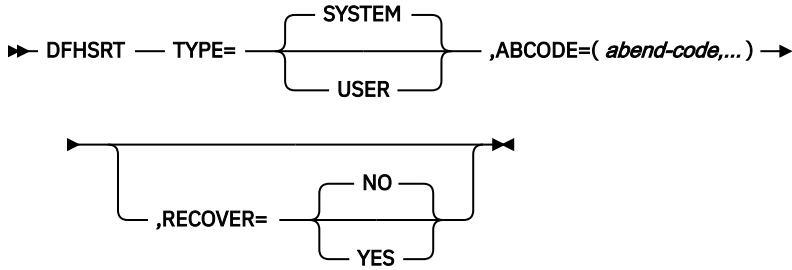 SYSTEM
DFHSRT TYPE= ,ABCODE=( abend-code,... )
USER
NO
,RECOVER=
YES